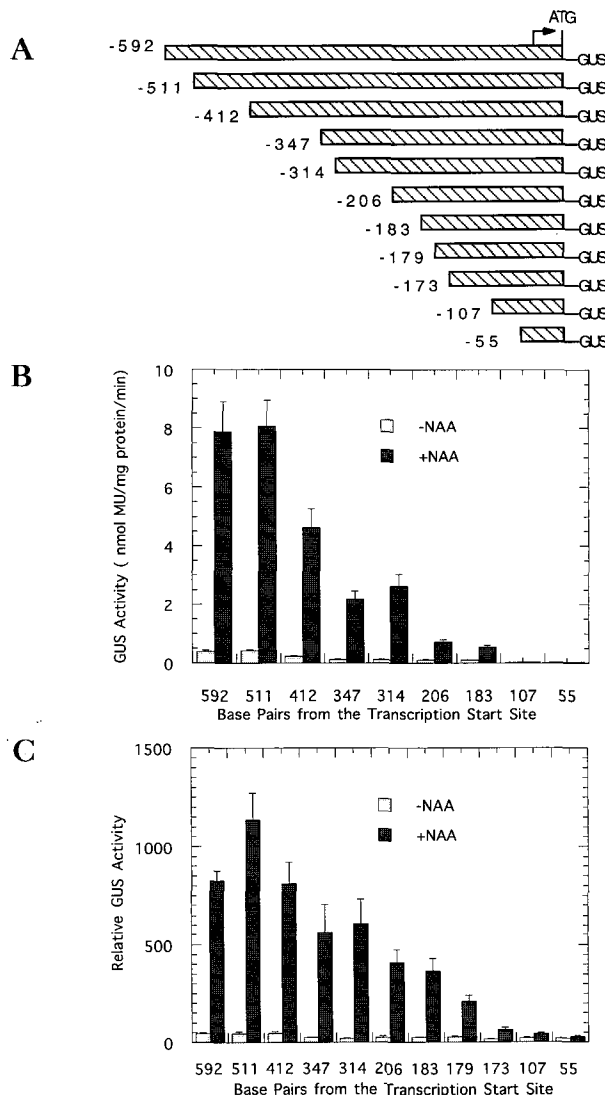 A
ATG
-592
GUS
-511
GUS
-412
GUS
-347
GUS
-314
GUS
-206
GUS
-183
GUS
-179
GUS
-173
GUS
-107
GUS
-55
GUS
B
GUS Activity ( nmol MU/mg protein/min)
10
8
6
4
2
0
-NAA
+NAA
592 511 412 347 314 206 183 107 55
Base Pairs from the Transcription Start Site
C
Relative GUS Activity
1500
1000
500
0
-NAA
+NAA
592 511 412 347 314 206 183 179 173 107 55
Base Pairs from the Transcription Start Site